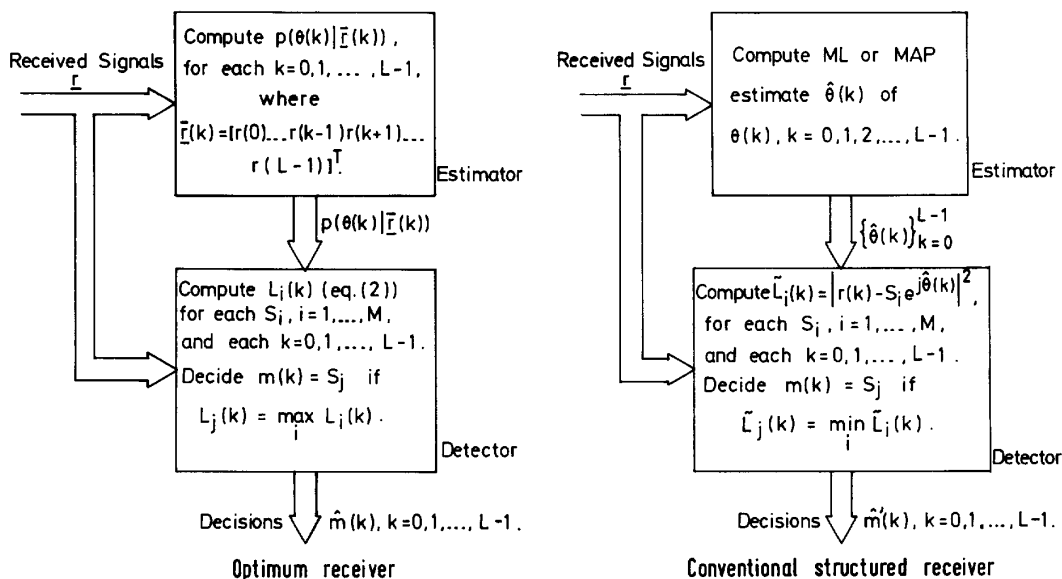 Received Signals
r
Compute p(θ(k)|r̄(k)),
for each k=0,1,...,L-1,
where
r̄(k)=[r(0)...r(k-1)r(k+1)...
r(L-1)]ᵀ.
Estimator
p(θ(k)|r̄(k))
Compute Lᵢ(k) (eq.(2))
for each Sᵢ, i=1,...,M,
and each k=0,1,...,L-1.
Decide m(k) = Sⱼ if
Lⱼ(k) = max Lᵢ(k).
i
Detector
Decisions m̂(k), k=0,1,...,L-1.
Optimum receiver
Received Signals
r
Compute ML or MAP
estimate θ̂(k) of
θ(k), k = 0,1,2,...,L-1.
Estimator
{θ̂(k)}
L-1
k=0
Compute L̃ᵢ(k) = |r(k)-Sᵢe^{jθ̂(k)}|²,
for each Sᵢ, i=1,...,M,
and each k=0,1,...,L-1.
Decide m(k) = Sⱼ if
L̃ⱼ(k) = min L̃ᵢ(k).
i
Detector
Decisions m̂′(k), k=0,1,...,L-1.
Conventional structured receiver